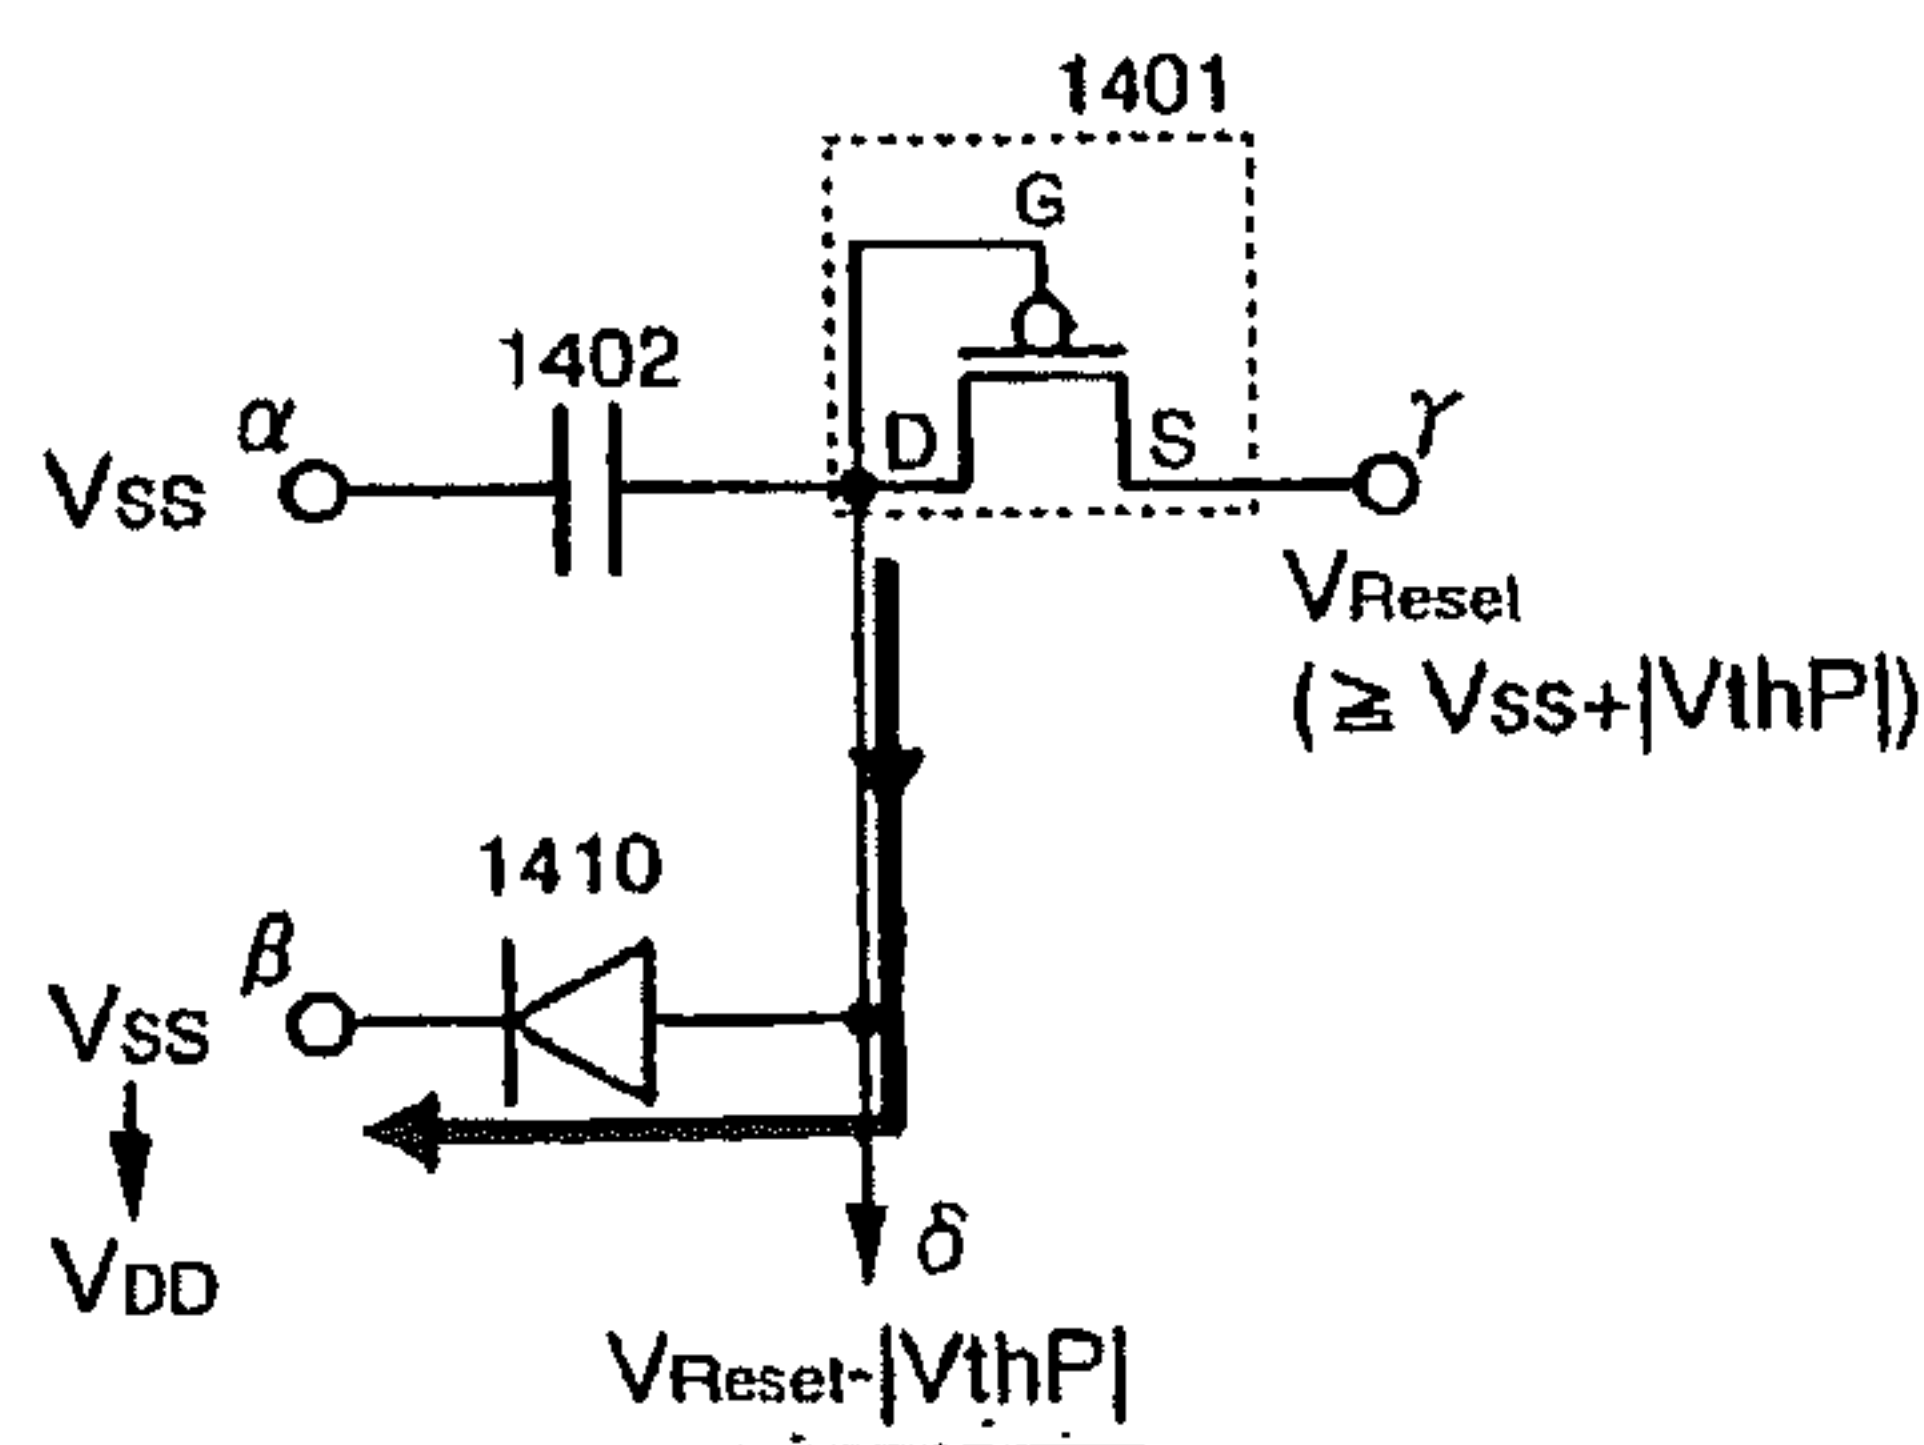 1401
G
1402
α
D
S
γ
VSS
VReset
(≧ VSS+|VthP|)
1410
β
VSS
δ
VDD
VReset-|VthP|